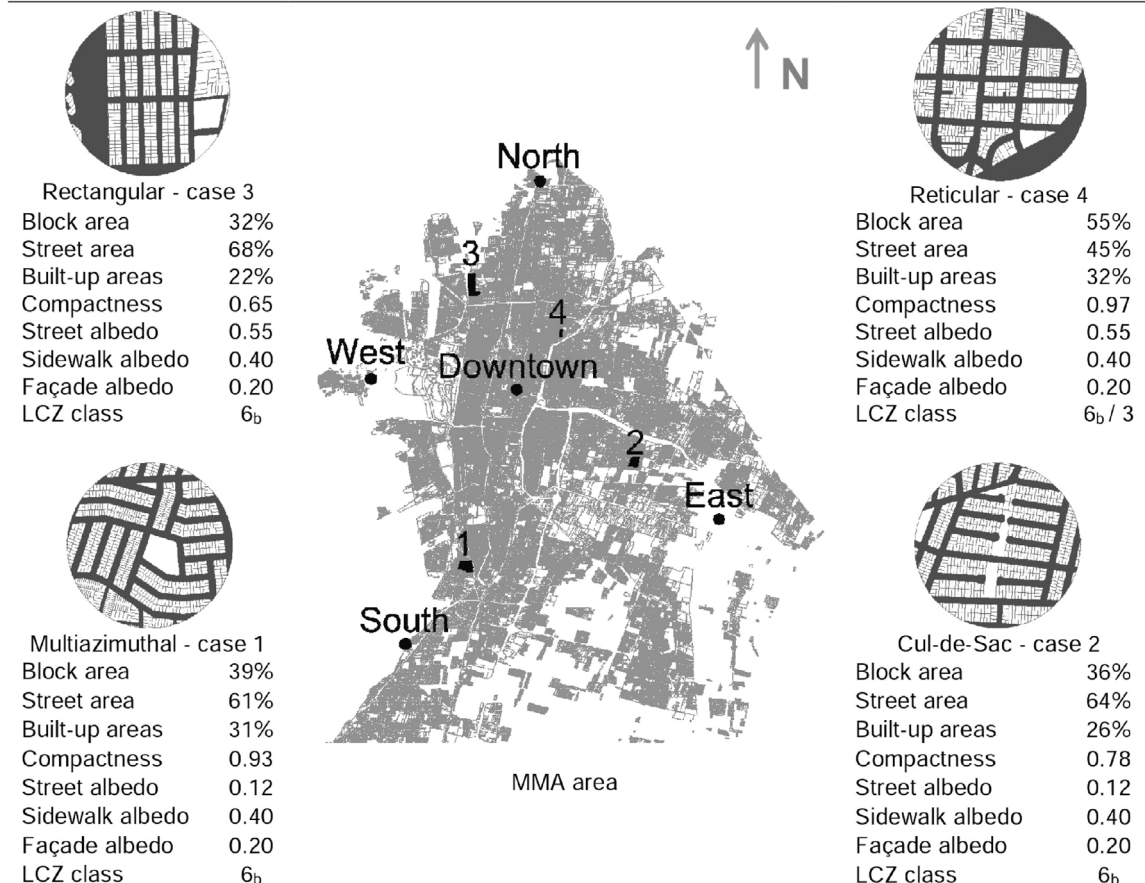 N
Rectangular - case 3
Block area 32%
Street area 68%
Built-up areas 22%
Compactness 0.65
Street albedo 0.55
Sidewalk albedo 0.40
Façade albedo 0.20
LCZ class 6b
Reticular - case 4
Block area 55%
Street area 45%
Built-up areas 32%
Compactness 0.97
Street albedo 0.55
Sidewalk albedo 0.40
Façade albedo 0.20
LCZ class 6b / 3
North
3
4
West
Downtown
2
East
1
South
MMA area
Multiazimuthal - case 1
Block area 39%
Street area 61%
Built-up areas 31%
Compactness 0.93
Street albedo 0.12
Sidewalk albedo 0.40
Façade albedo 0.20
LCZ class 6b
Cul-de-Sac - case 2
Block area 36%
Street area 64%
Built-up areas 26%
Compactness 0.78
Street albedo 0.12
Sidewalk albedo 0.40
Façade albedo 0.20
LCZ class 6b